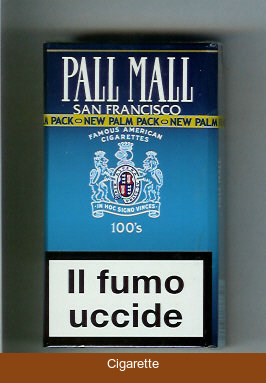 PALL MALL
SAN FRANCISCO
A PACK NEW PALM PACK NEW PALM
FAMOUS AMERICAN
CIGARETTES
IN HOC SIGNO VINCES
100's
Il fumo
uccide
Cigarette